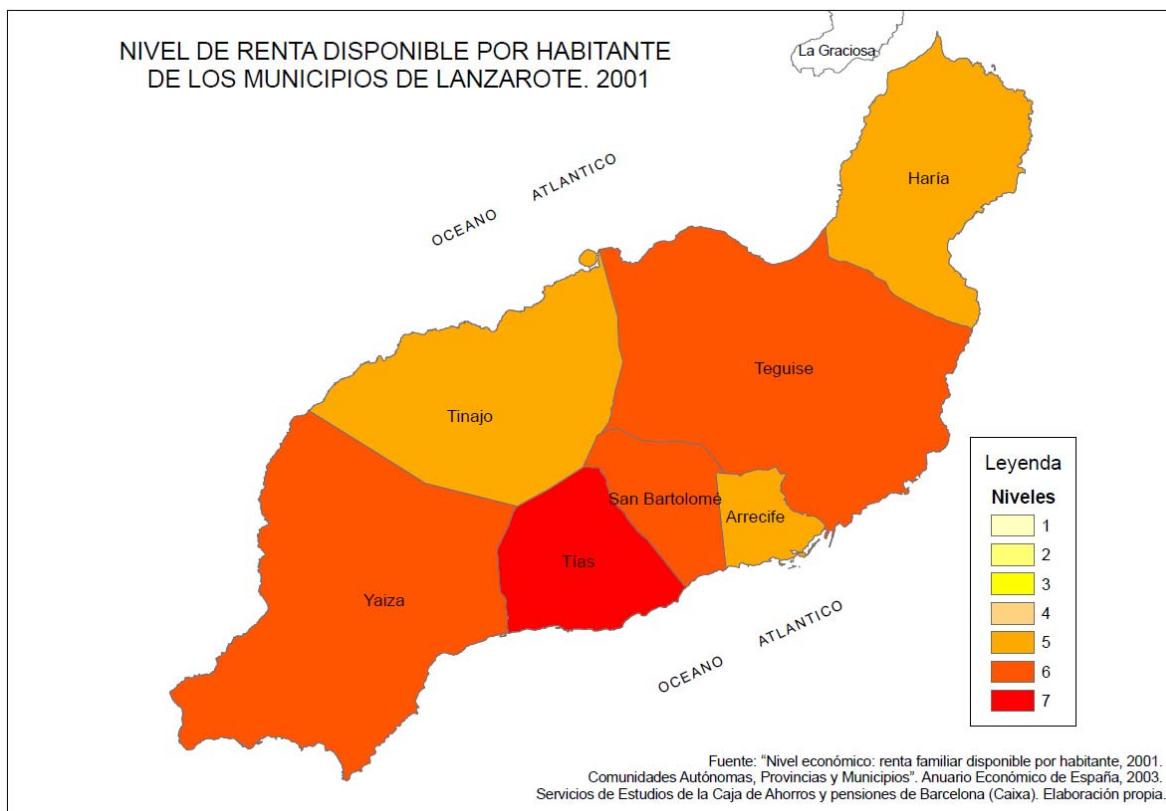 NIVEL DE RENTA DISPONIBLE POR HABITANTE
DE LOS MUNICIPIOS DE LANZAROTE. 2001
La Graciosa
Haría
OCEANO ATLANTICO
Teguise
Tinajo
San Bartolomé
Arrecife
Tías
Yaiza
OCEANO ATLANTICO
Leyenda
Niveles
1
2
3
4
5
6
7
Fuente: "Nivel económico: renta familiar disponible por habitante, 2001.
Comunidades Autónomas, Provincias y Municipios". Anuario Económico de España, 2003.
Servicios de Estudios de la Caja de Ahorros y pensiones de Barcelona (Caixa). Elaboración propia.